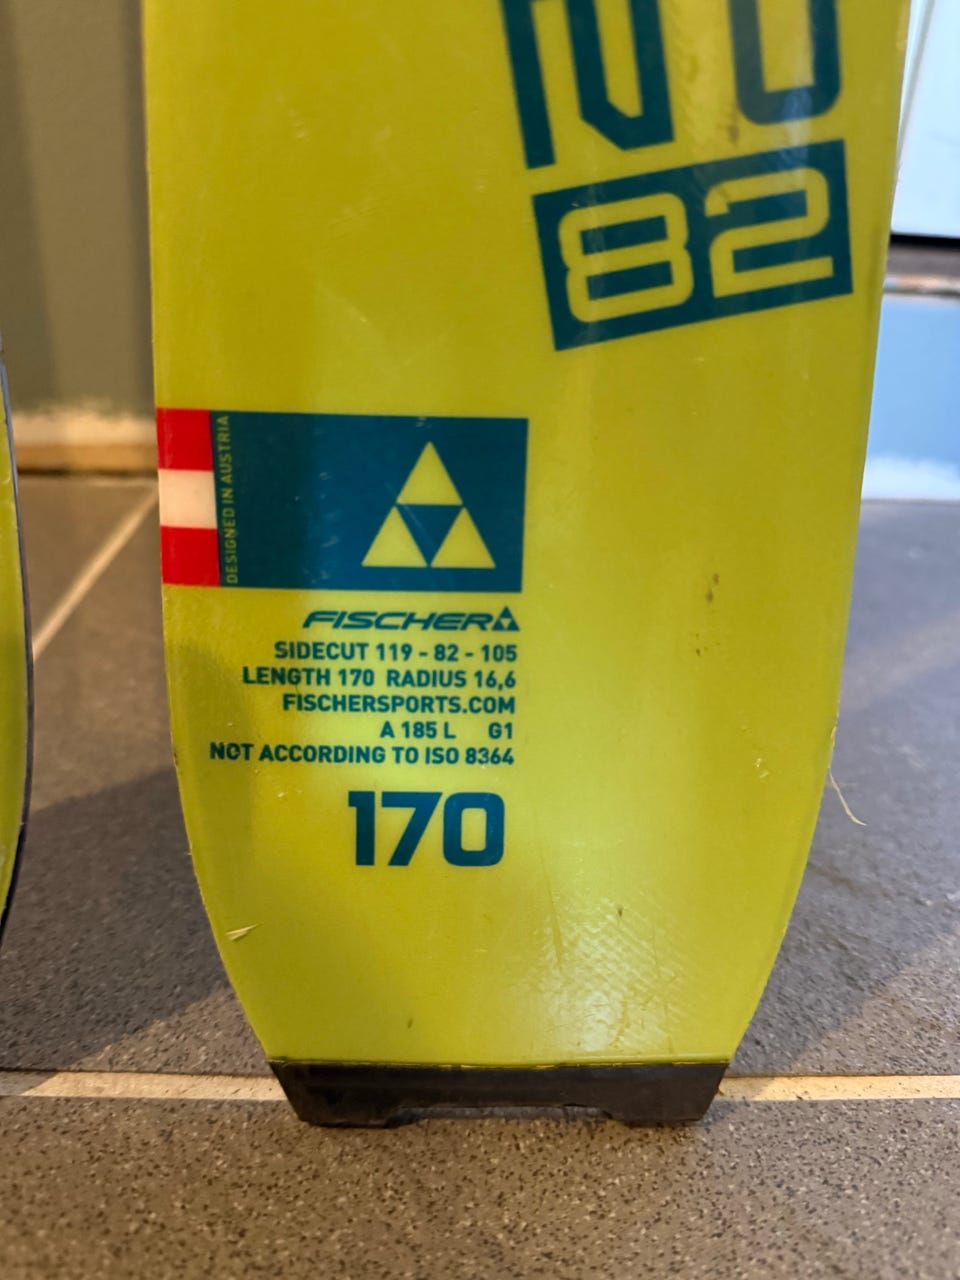 82
DESIGNED IN AUSTRIA
FISCHER
SIDECUT 119 - 82 - 105
LENGTH 170 RADIUS 16,6
FISCHERSPORTS.COM
A 185 L G1
NOT ACCORDING TO ISO 8364
170